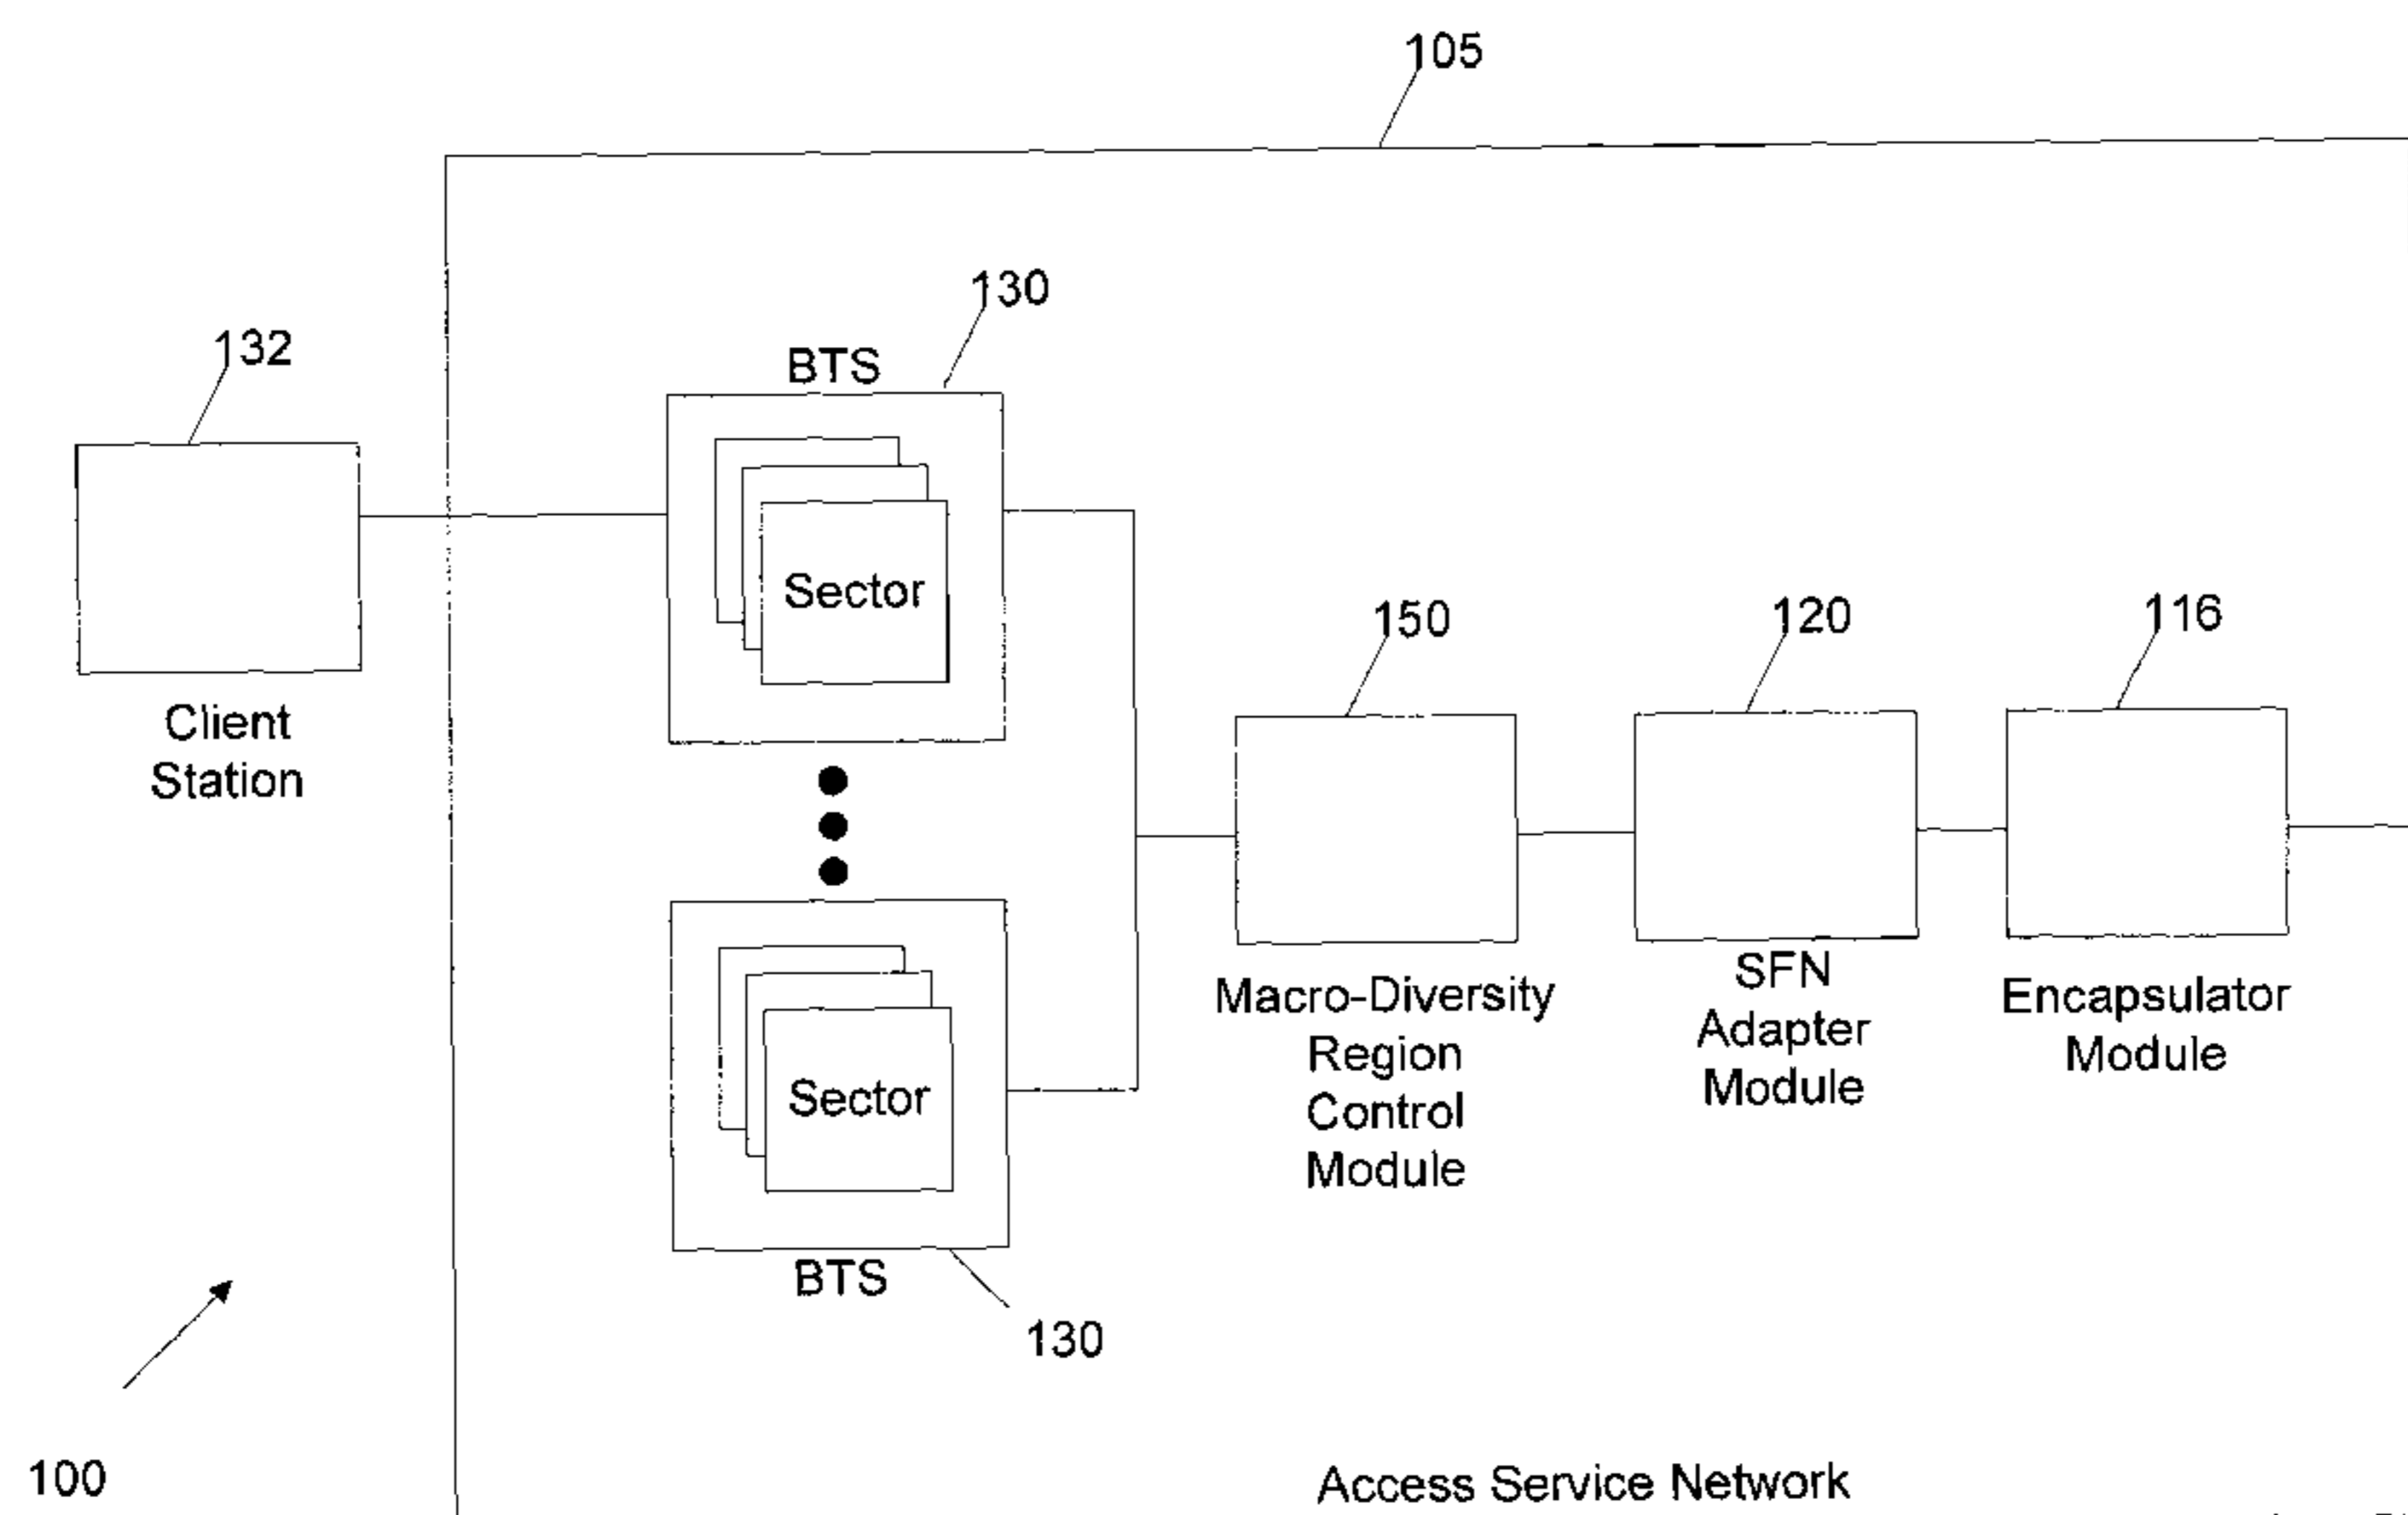 105
130
132
BTS
Sector
150
120
116
Client
Station
SFN
Adapter
Module
Macro-Diversity
Region
Control
Module
Encapsulator
Module
Sector
BTS
130
100
Access Service Network